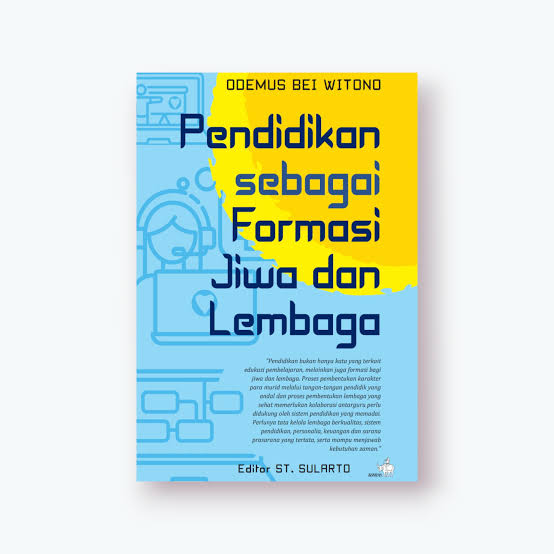 ODEMUS BEI WITONO
Pendidikan
sebagai
Formasi
Jiwa dan
Lembaga
"Pendidikan bukan hanya kata yang terkait
edukasi pembelajaran, melainkan juga formasi bagi
jiwa dan lembaga. Proses pembentukan karakter
para murid melalui tangan-tangan pendidik yang
andal dan proses pembentukan lembaga yang
sehat memerlukan kolaborasi antarguru perlu
didukung oleh sistem pendidikan yang memadai.
Perlunya tata kelola lembaga berkualitas, sistem
pendidikan, personalia, keuangan dan sarana
prasarana yang tertata, serta mampu menjawab
kebutuhan zaman."
Editor ST. SULARTO